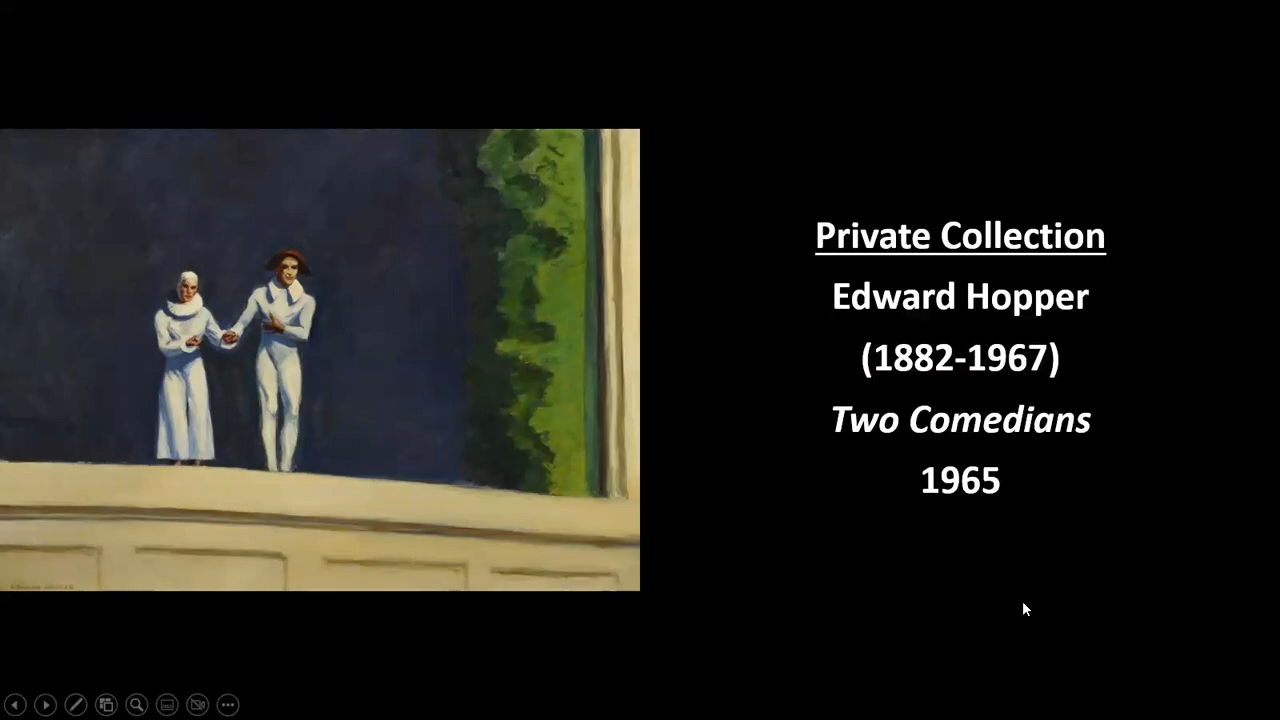 Private Collection
Edward Hopper
(1882-1967)
Two Comedians
1965